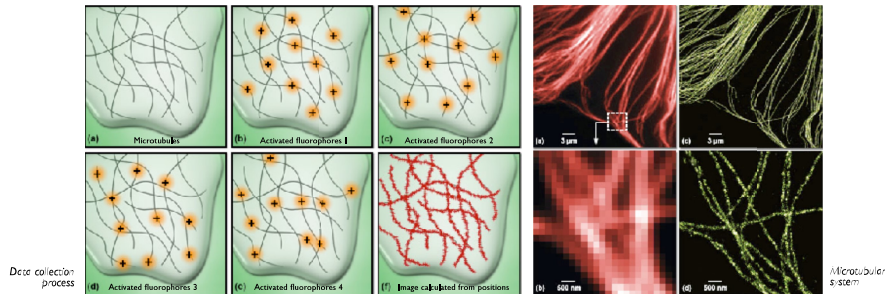 (a)
Microtubules
(b)
Activated fluorophores 1
(c)
Activated fluorophores 2
(d)
Activated fluorophores 3
(e)
Activated fluorophores 4
(f)
Image calculated from positions
Data collection
process
(a)
3 μm
(c)
3 μm
(b)
500 nm
(d)
500 nm
Microtubular
system